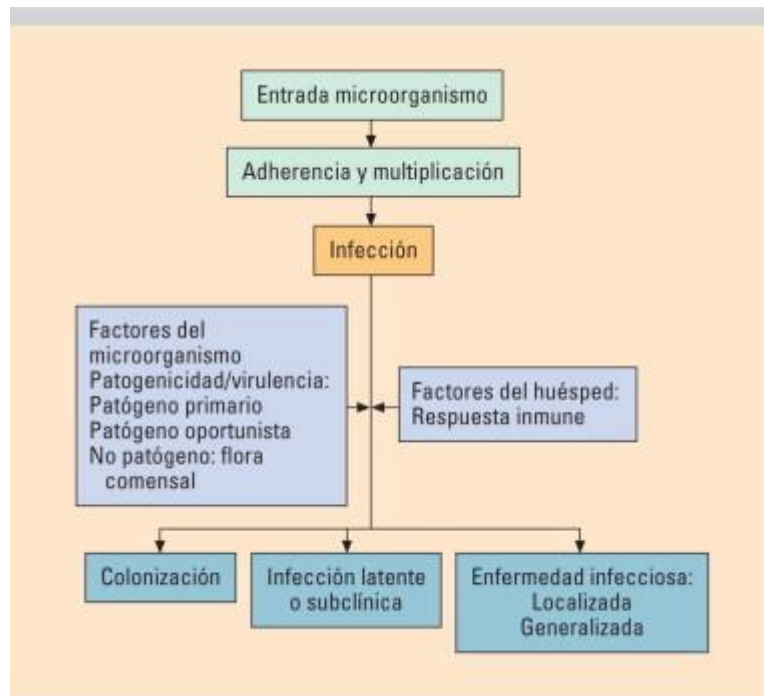 Entrada microorganismo
Adherencia y multiplicación
Infección
Factores del
microorganismo
Patogenicidad/virulencia:
Patógeno primario
Patógeno oportunista
No patógeno: flora
comensal
Factores del huésped:
Respuesta inmune
Colonización
Infección latente
o subclínica
Enfermedad infecciosa:
Localizada
Generalizada